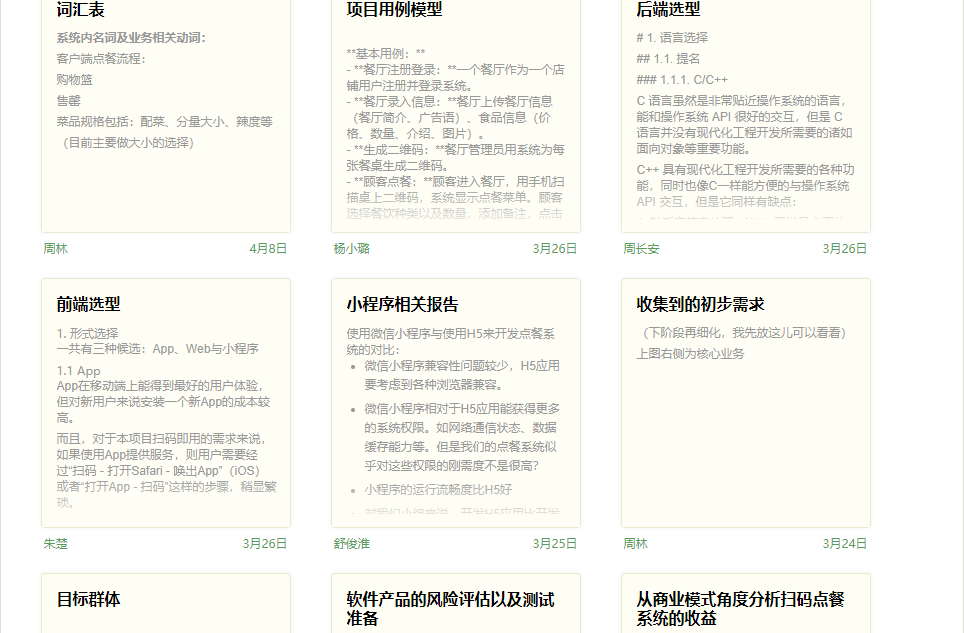 词汇表
系统内名词及业务相关动词：
客户端点餐流程：
购物篮
售罄
菜品规格包括：配菜、分量大小、辣度等
（目前主要做大小的选择）
周林
4月8日
项目用例模型
**基本用例：**
- **餐厅注册登录：**一个餐厅作为一个店
铺用户注册并登录系统。
- **餐厅录入信息：**餐厅上传餐厅信息
（餐厅简介、广告语）、食品信息（价
格、数量、介绍、图片）。
- **生成二维码：**餐厅管理员用系统为每
张餐桌生成二维码。
- **顾客点餐：**顾客进入餐厅，用手机扫
描桌上二维码，系统显示点餐菜单。顾客
选择餐饮种类以及数量，添加备注，点击
杨小璐
3月26日
后端选型
# 1. 语言选择
## 1.1. 提名
### 1.1.1. C/C++
C 语言虽然是非常贴近操作系统的语言，
能和操作系统 API 很好的交互，但是 C
语言并没有现代化工程开发所需要的诸如
面向对象等重要功能。
C++ 具有现代化工程开发所需要的各种功
能，同时也像C一样能方便的与操作系统
API 交互，但是它同样有缺点：
周长安
3月26日
前端选型
1. 形式选择
一共有三种候选：App、Web与小程序
1.1 App
App在移动端上能得到最好的用户体验，
但对新用户来说安装一个新App的成本较
高。
而且，对于本项目扫码即用的需求来说，
如果使用App提供服务，则用户需要经
过“扫码 - 打开Safari - 唤出App”（iOS）
或者“打开App - 扫码”这样的步骤，稍显繁
琐。
朱楚
3月26日
小程序相关报告
使用微信小程序与使用H5来开发点餐系
统的对比：
• 微信小程序兼容性问题较少，H5应用
要考虑到各种浏览器兼容。
• 微信小程序相对于H5应用能获得更多
的系统权限。如网络通信状态、数据
缓存能力等。但是我们的点餐系统似
乎对这些权限的刚需度不是很高？
• 小程序的运行流畅度比H5好
舒俊淮
3月25日
收集到的初步需求
（下阶段再细化，我先放这儿可以看看）
上图右侧为核心业务
周林
3月24日
目标群体
软件产品的风险评估以及测试
准备
从商业模式角度分析扫码点餐
系统的收益